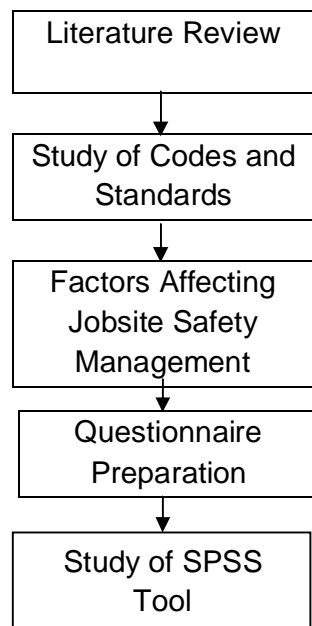 Literature Review
Study of Codes and
Standards
Factors Affecting
Jobsite Safety
Management
Questionnaire
Preparation
Study of SPSS
Tool